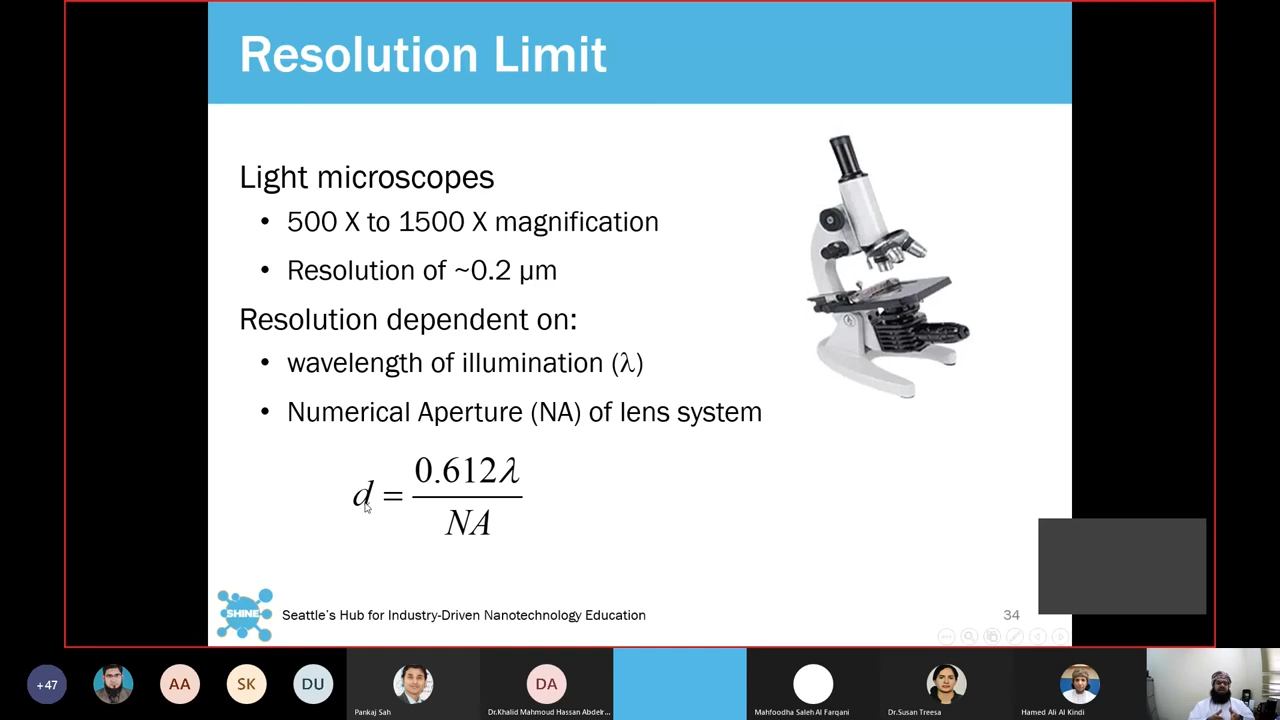 Resolution Limit
Light microscopes
• 500 X to 1500 X magnification
• Resolution of ~0.2 µm
Resolution dependent on:
• wavelength of illumination (λ)
• Numerical Aperture (NA) of lens system
d = 0.612λ / NA
SHINE
Seattle's Hub for Industry-Driven Nanotechnology Education
34
+47
AA
SK
DU
Pankaj Sah
DA
Dr.Khalid Mahmoud Hassan Abdelr...
Mahfoodha Saleh Al Farqani
Dr.Susan Treesa
Hamed Ali Al Kindi